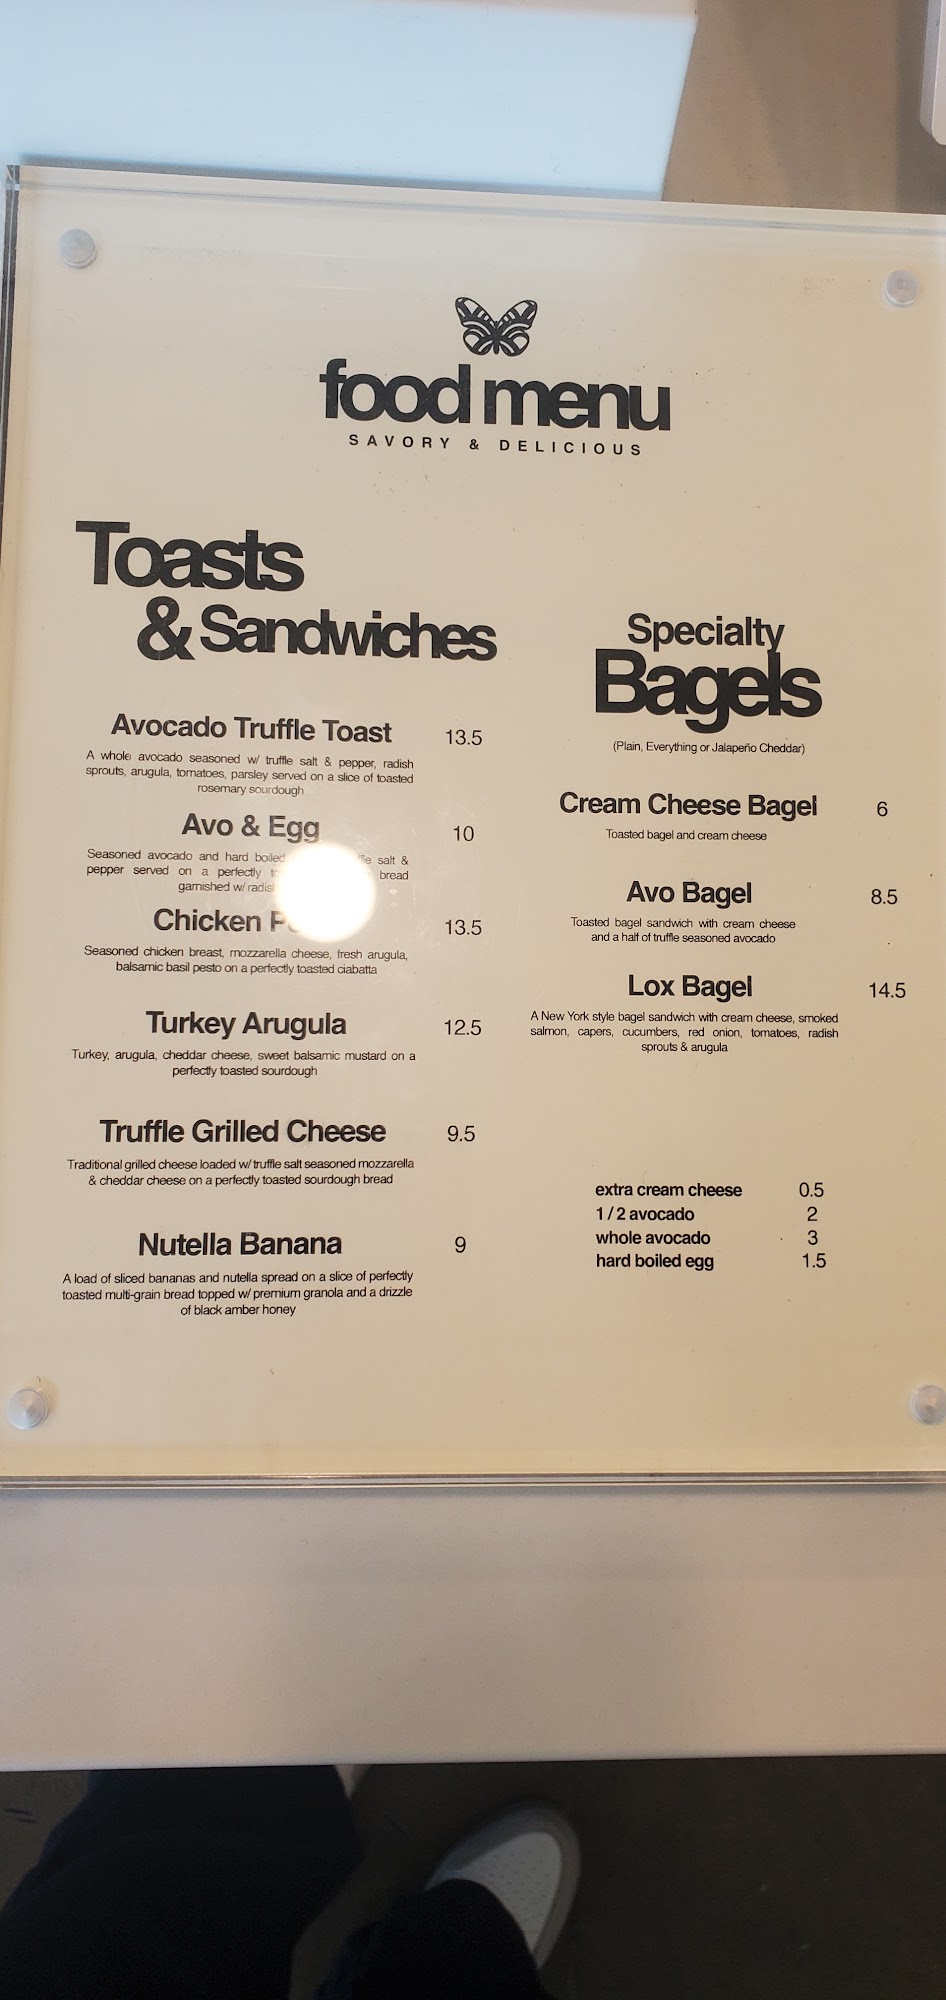 food menu
SAVORY & DELICIOUS
Toasts
& Sandwiches
Avocado Truffle Toast 13.5
A whole avocado seasoned w/ truffle salt & pepper, radish
sprouts, arugula, tomatoes, parsley served on a slice of toasted
rosemary sourdough
Avo & Egg 10
Seasoned avocado and hard boiled salt &
pepper served on a perfectly bread
garnished w/
Chicken 13.5
Seasoned chicken breast, mozzarella cheese, fresh arugula,
balsamic basil pesto on a perfectly toasted ciabatta
Turkey Arugula 12.5
Turkey, arugula, cheddar cheese, sweet balsamic mustard on a
perfectly toasted sourdough
Truffle Grilled Cheese 9.5
Traditional grilled cheese loaded w/ truffle salt seasoned mozzarella
& cheddar cheese on a perfectly toasted sourdough bread
Nutella Banana 9
A load of sliced bananas and nutella spread on a slice of perfectly
toasted multi-grain bread topped w/ premium granola and a drizzle
of black amber honey
Specialty
Bagels
(Plain, Everything or Jalapeño Cheddar)
Cream Cheese Bagel 6
Toasted bagel and cream cheese
Avo Bagel 8.5
Toasted bagel sandwich with cream cheese
and a half of truffle seasoned avocado
Lox Bagel 14.5
A New York style bagel sandwich with cream cheese, smoked
salmon, capers, cucumbers, red onion, tomatoes, radish
sprouts & arugula
extra cream cheese 0.5
1/2 avocado 2
whole avocado 3
hard boiled egg 1.5